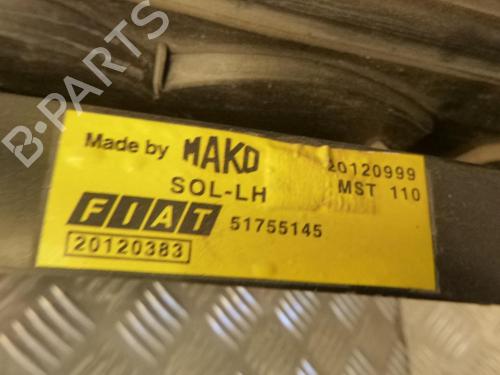 B-PARTS
Made by MAKO 20120999
SOL-LH MST 110
FIAT 51755145
20120383